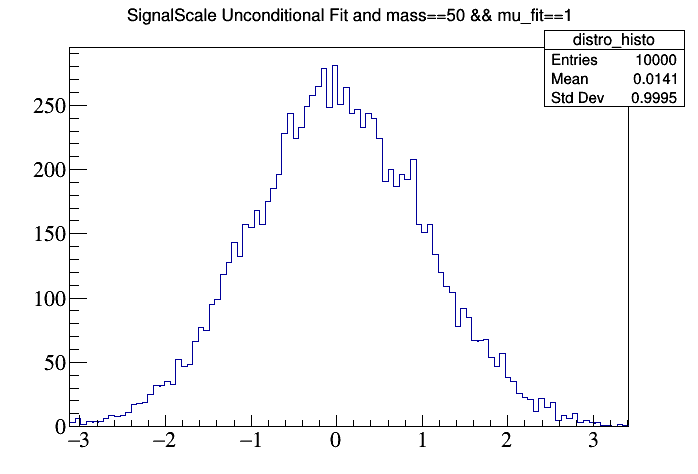 SignalScale Unconditional Fit and mass==50 && mu_fit==1
distro_histo
Entries 10000
Mean 0.0141
Std Dev 0.9995
250
200
150
100
50
0
−3 −2 −1 0 1 2 3